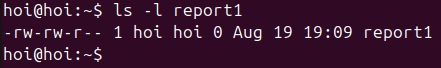 hoi@hoi:~$ ls -l report1
-rw-rw-r-- 1 hoi hoi 0 Aug 19 19:09 report1
hoi@hoi:~$